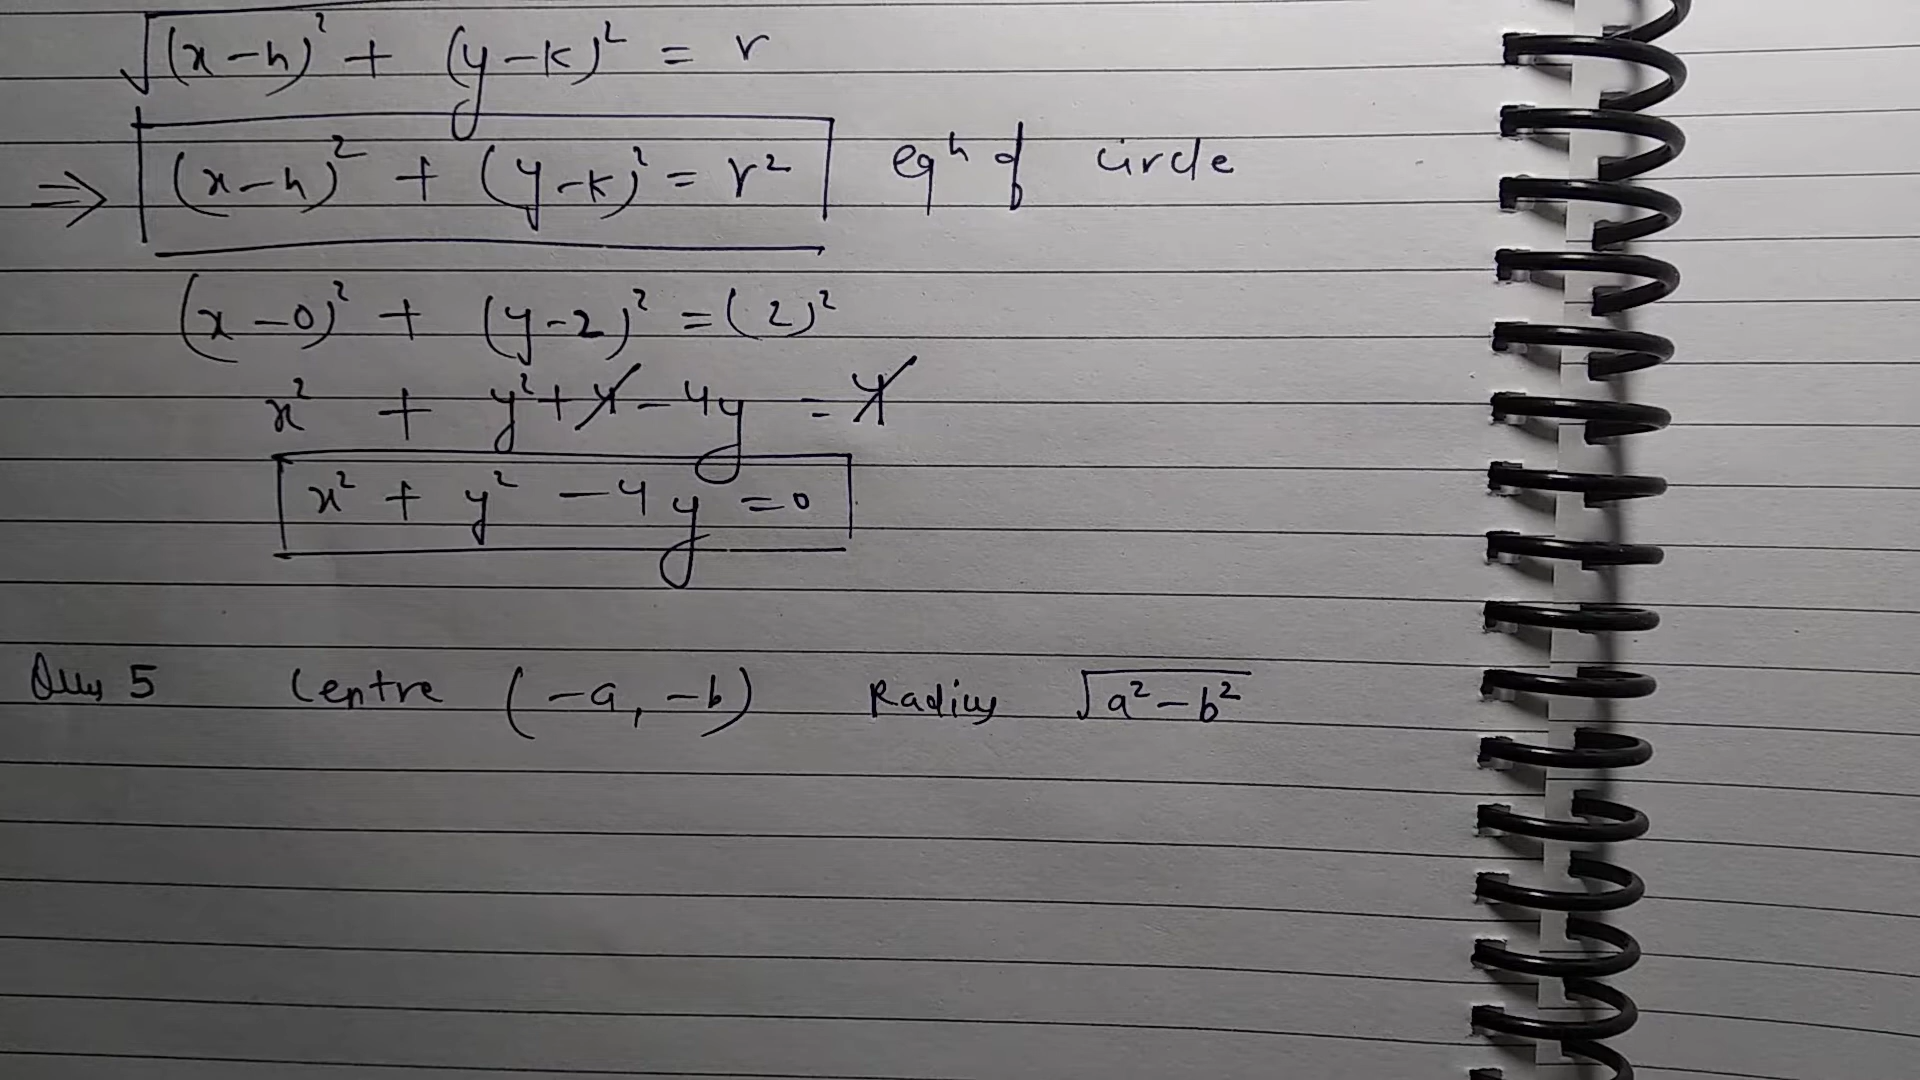 √(x-h)² + (y-k)² = r
⇒ (x-h)² + (y-k)² = r² eqⁿ of circle
(x-0)² + (y-2)² = (2)²
x² + y² + 4 - 4y = 4
x² + y² - 4y = 0
Ques 5 Centre (-a, -b) Radius √a²-b²